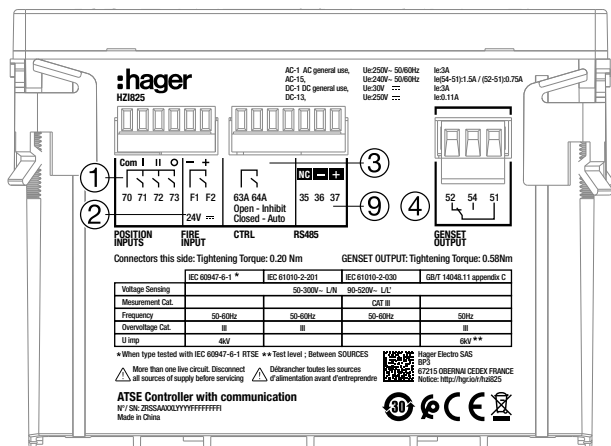 :hager
HZI825
AC-1 AC general use, Ue:250V~ 50/60Hz Ie:3A
AC-15, Ue:240V~ 50/60Hz Ie(54-51):1.5A / (52-51):0.75A
DC-1 DC general use, Ue:30V ⎓ Ie:3A
DC-13, Ue:250V ⎓ Ie:0.11A
Com I II O − +
NC − +
1
3
70 71 72 73 F1 F2 63A 64A 35 36 37 9 4 52 54 51
Open - Inhibit
2 24V ⎓ Closed - Auto
POSITION INPUTS
FIRE INPUT
CTRL
RS485
GENSET OUTPUT
Connectors this side: Tightening Torque: 0.20 Nm GENSET OUTPUT: Tightening Torque: 0.58Nm
IEC 60947-6-1 * IEC 61010-2-201 IEC 61010-2-030 GB/T 14048.11 appendix C
Voltage Sensing 50-300V~ L/N 90-520V~ L/L'
Mesurement Cat. CAT III
Frequency 50-60Hz 50-60Hz 50-60Hz 50Hz
Overvoltage Cat. III III III
U imp 4kV 6kV **
* When type tested with IEC 60947-6-1 RTSE ** Test level ; Between SOURCES
More than one live circuit. Disconnect
all sources of supply before servicing
Débrancher toutes les sources
d'alimentation avant d'entreprendre
Hager Electro SAS
BP3
67215 OBERNAI CEDEX FRANCE
Notice: http://hgr.io/r/hzi825
ATSE Controller with communication
N°/ SN: ZRSSAAXXLYYYYFFFFFFFFI
Made in China
30
CE